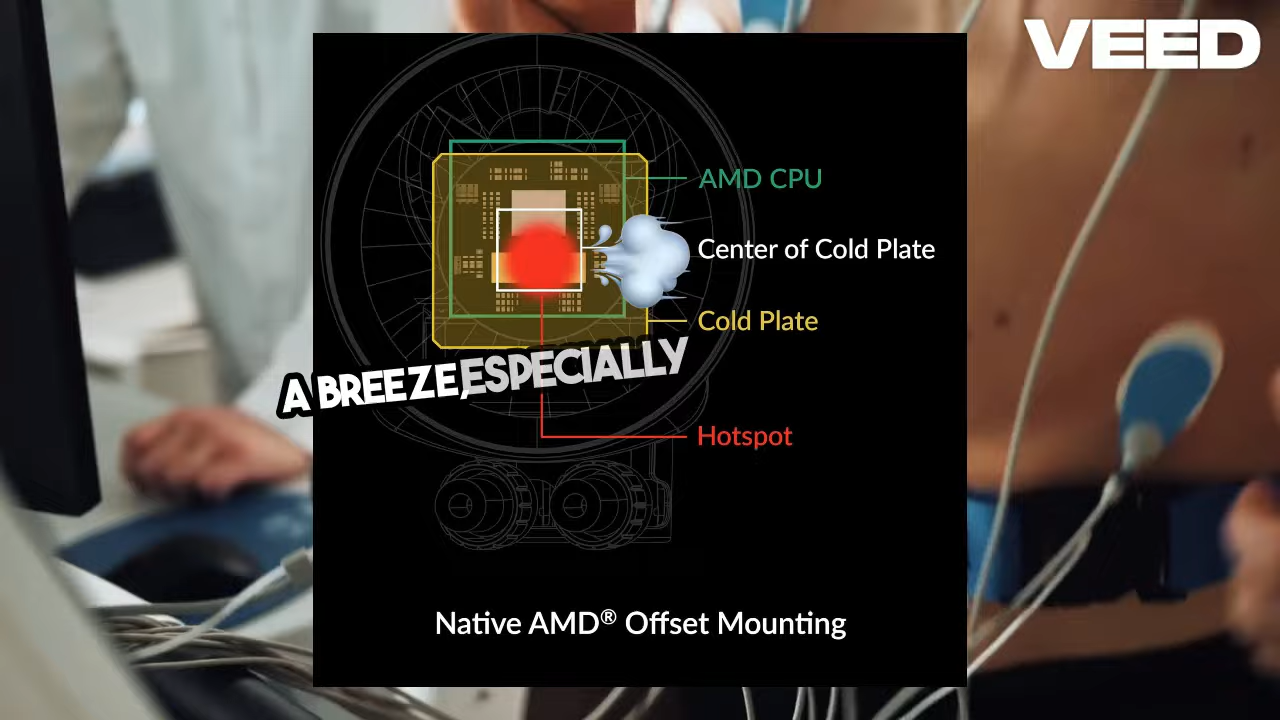 VEED
AMD CPU
Center of Cold Plate
Cold Plate
A BREEZE, ESPECIALLY
Hotspot
Native AMD® Offset Mounting